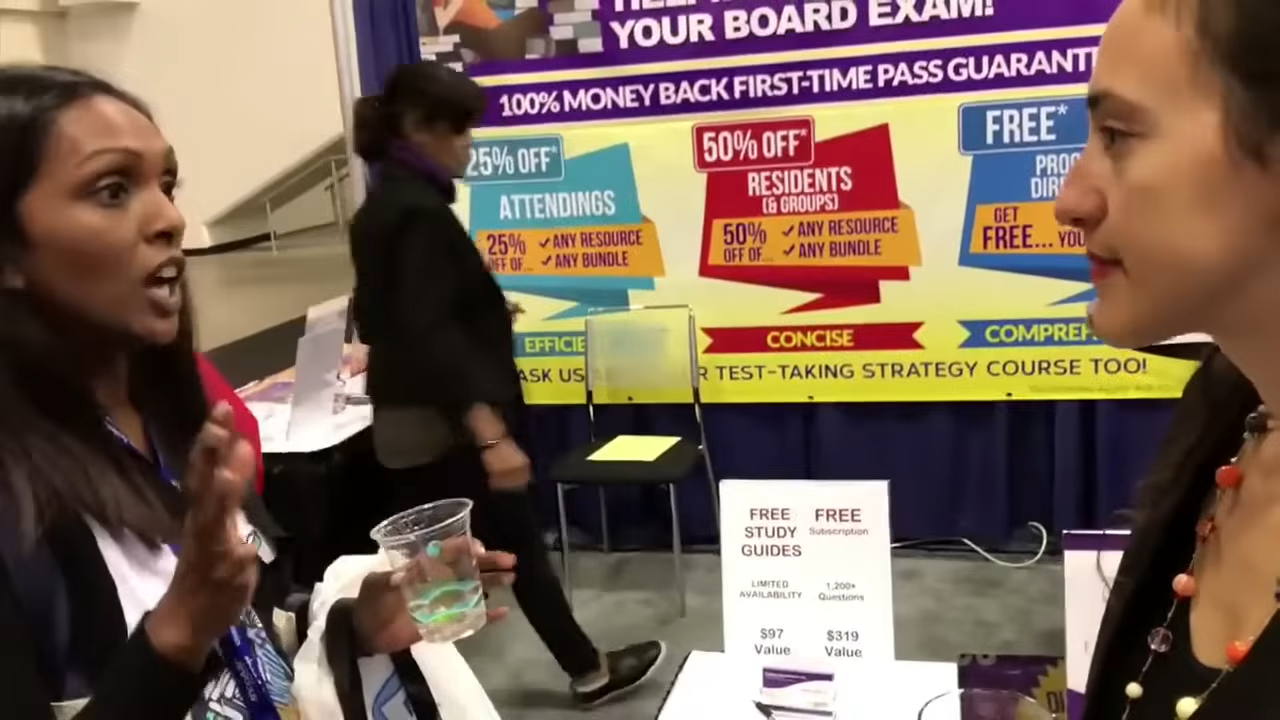 YOUR BOARD EXAM!
100% MONEY BACK FIRST-TIME PASS
25% OFF*
ATTENDINGS
25% OFF OF...
✓ ANY RESOURCE
✓ ANY BUNDLE
50% OFF*
RESIDENTS
(& GROUPS)
50% OFF OF...
✓ ANY RESOURCE
✓ ANY BUNDLE
FREE*
GET
FREE...
CONCISE
ASK US
TEST-TAKING STRATEGY COURSE TOO!
FREE
STUDY
GUIDES
LIMITED
AVAILABILITY
$97
Value
FREE
Subscription
1,200+
Questions
$319
Value